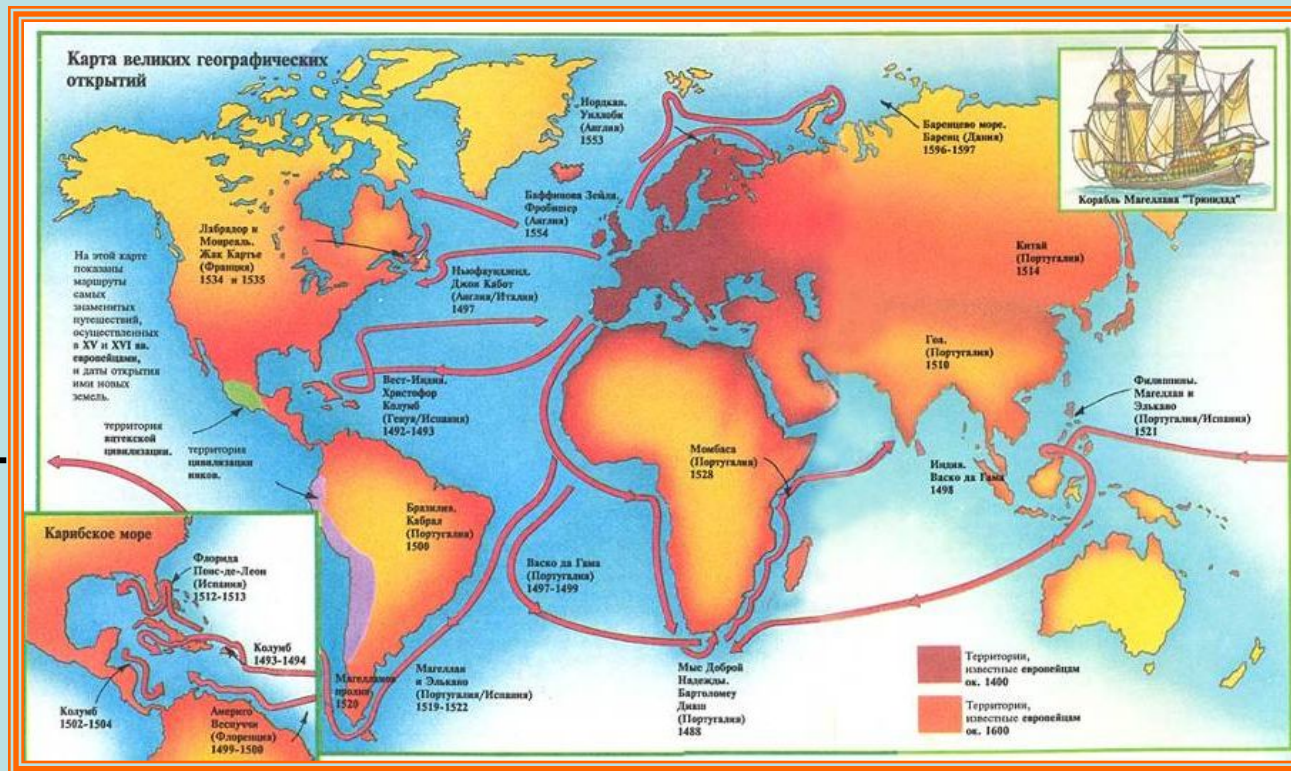 Карта великих географических
открытий
Нордкап.
Уиллоби
(Англия)
1553
Баренцево море.
Баренц (Дания)
1596-1597
Корабль Магеллана "Тринидад"
Баффинова Зейля.
Фробишер
(Англия)
1554
Лабрадор и
Монреаль.
Жак Картье
(Франция)
1534 и 1535
На этой карте
показаны
маршруты
самых
знаменитых
путешествий,
осуществленных
в XV и XVI вв.
европейцами,
и даты открытия
ими новых
земель.
Ньюфаундленд.
Джон Кабот
(Англия/Италия)
1497
Китай
(Португалия)
1514
Гоа.
(Португалия)
1510
Вест-Индия.
Христофор
Колумб
(Генуя/Испания)
1492-1493
Филиппины.
Магеллан и
Элькано
(Португалия/Испания)
1521
территория
ацтекской
цивилизации.
территория
цивилизации
инков.
Момбаса
(Португалия)
1528
Индия.
Васко да Гама
1498
Бразилия.
Кабрал
(Португалия)
1500
Васко да Гама
(Португалия)
1497-1499
Карибское море
Флорида
Понс-де-Леон
(Испания)
1512-1513
Колумб
1493-1494
Колумб
1502-1504
Америго
Веспуччи
(Флоренция)
1499-1500
Магелланов
пролив
1520
Магеллан
и Элькано
(Португалия/Испания)
1519-1522
Мыс Доброй
Надежды.
Бартоломеу
Диаш
(Португалия)
1488
Территории,
известные европейцам
ок. 1400
Территории,
известные европейцам
ок. 1600